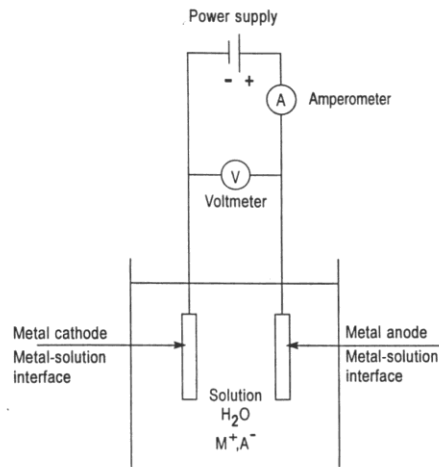 Power supply
- +
A
Amperometer
V
Voltmeter
Metal cathode
Metal-solution
interface
Metal anode
Metal-solution
interface
Solution
H₂O
M⁺,A⁻